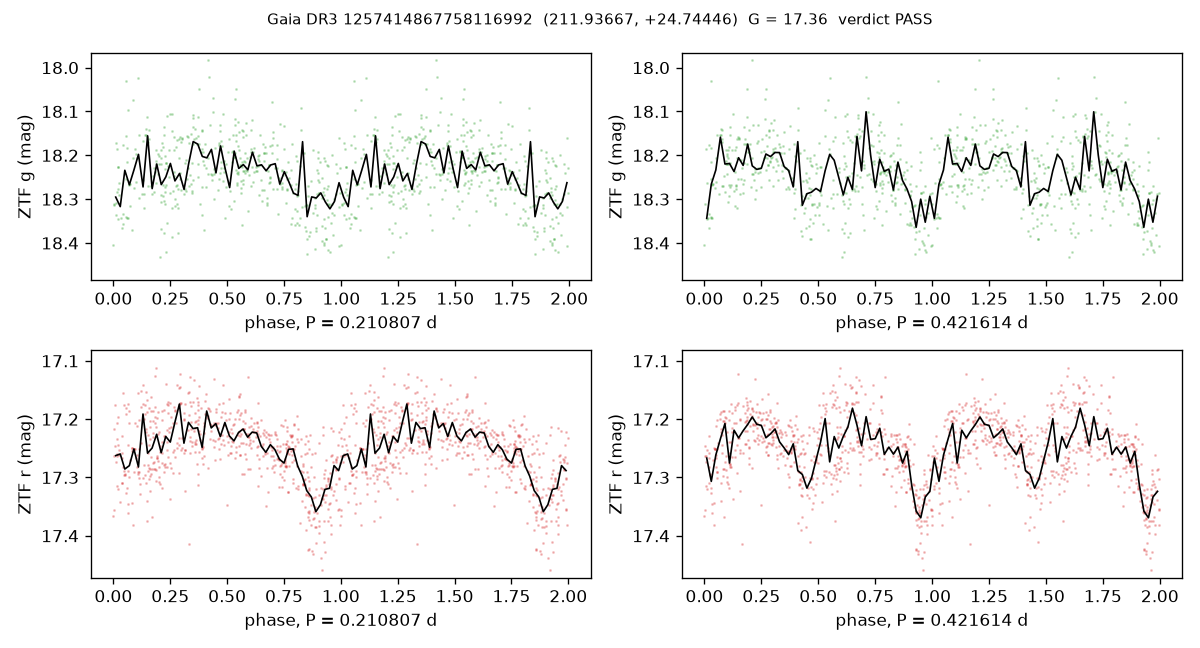 Gaia DR3 1257414867758116992 (211.93667, +24.74446) G = 17.36 verdict PASS
ZTF g (mag)
18.0
18.1
18.2
18.3
18.4
0.00 0.25 0.50 0.75 1.00 1.25 1.50 1.75 2.00
phase, P = 0.210807 d
ZTF g (mag)
18.0
18.1
18.2
18.3
18.4
0.00 0.25 0.50 0.75 1.00 1.25 1.50 1.75 2.00
phase, P = 0.421614 d
ZTF r (mag)
17.1
17.2
17.3
17.4
0.00 0.25 0.50 0.75 1.00 1.25 1.50 1.75 2.00
phase, P = 0.210807 d
ZTF r (mag)
17.1
17.2
17.3
17.4
0.00 0.25 0.50 0.75 1.00 1.25 1.50 1.75 2.00
phase, P = 0.421614 d